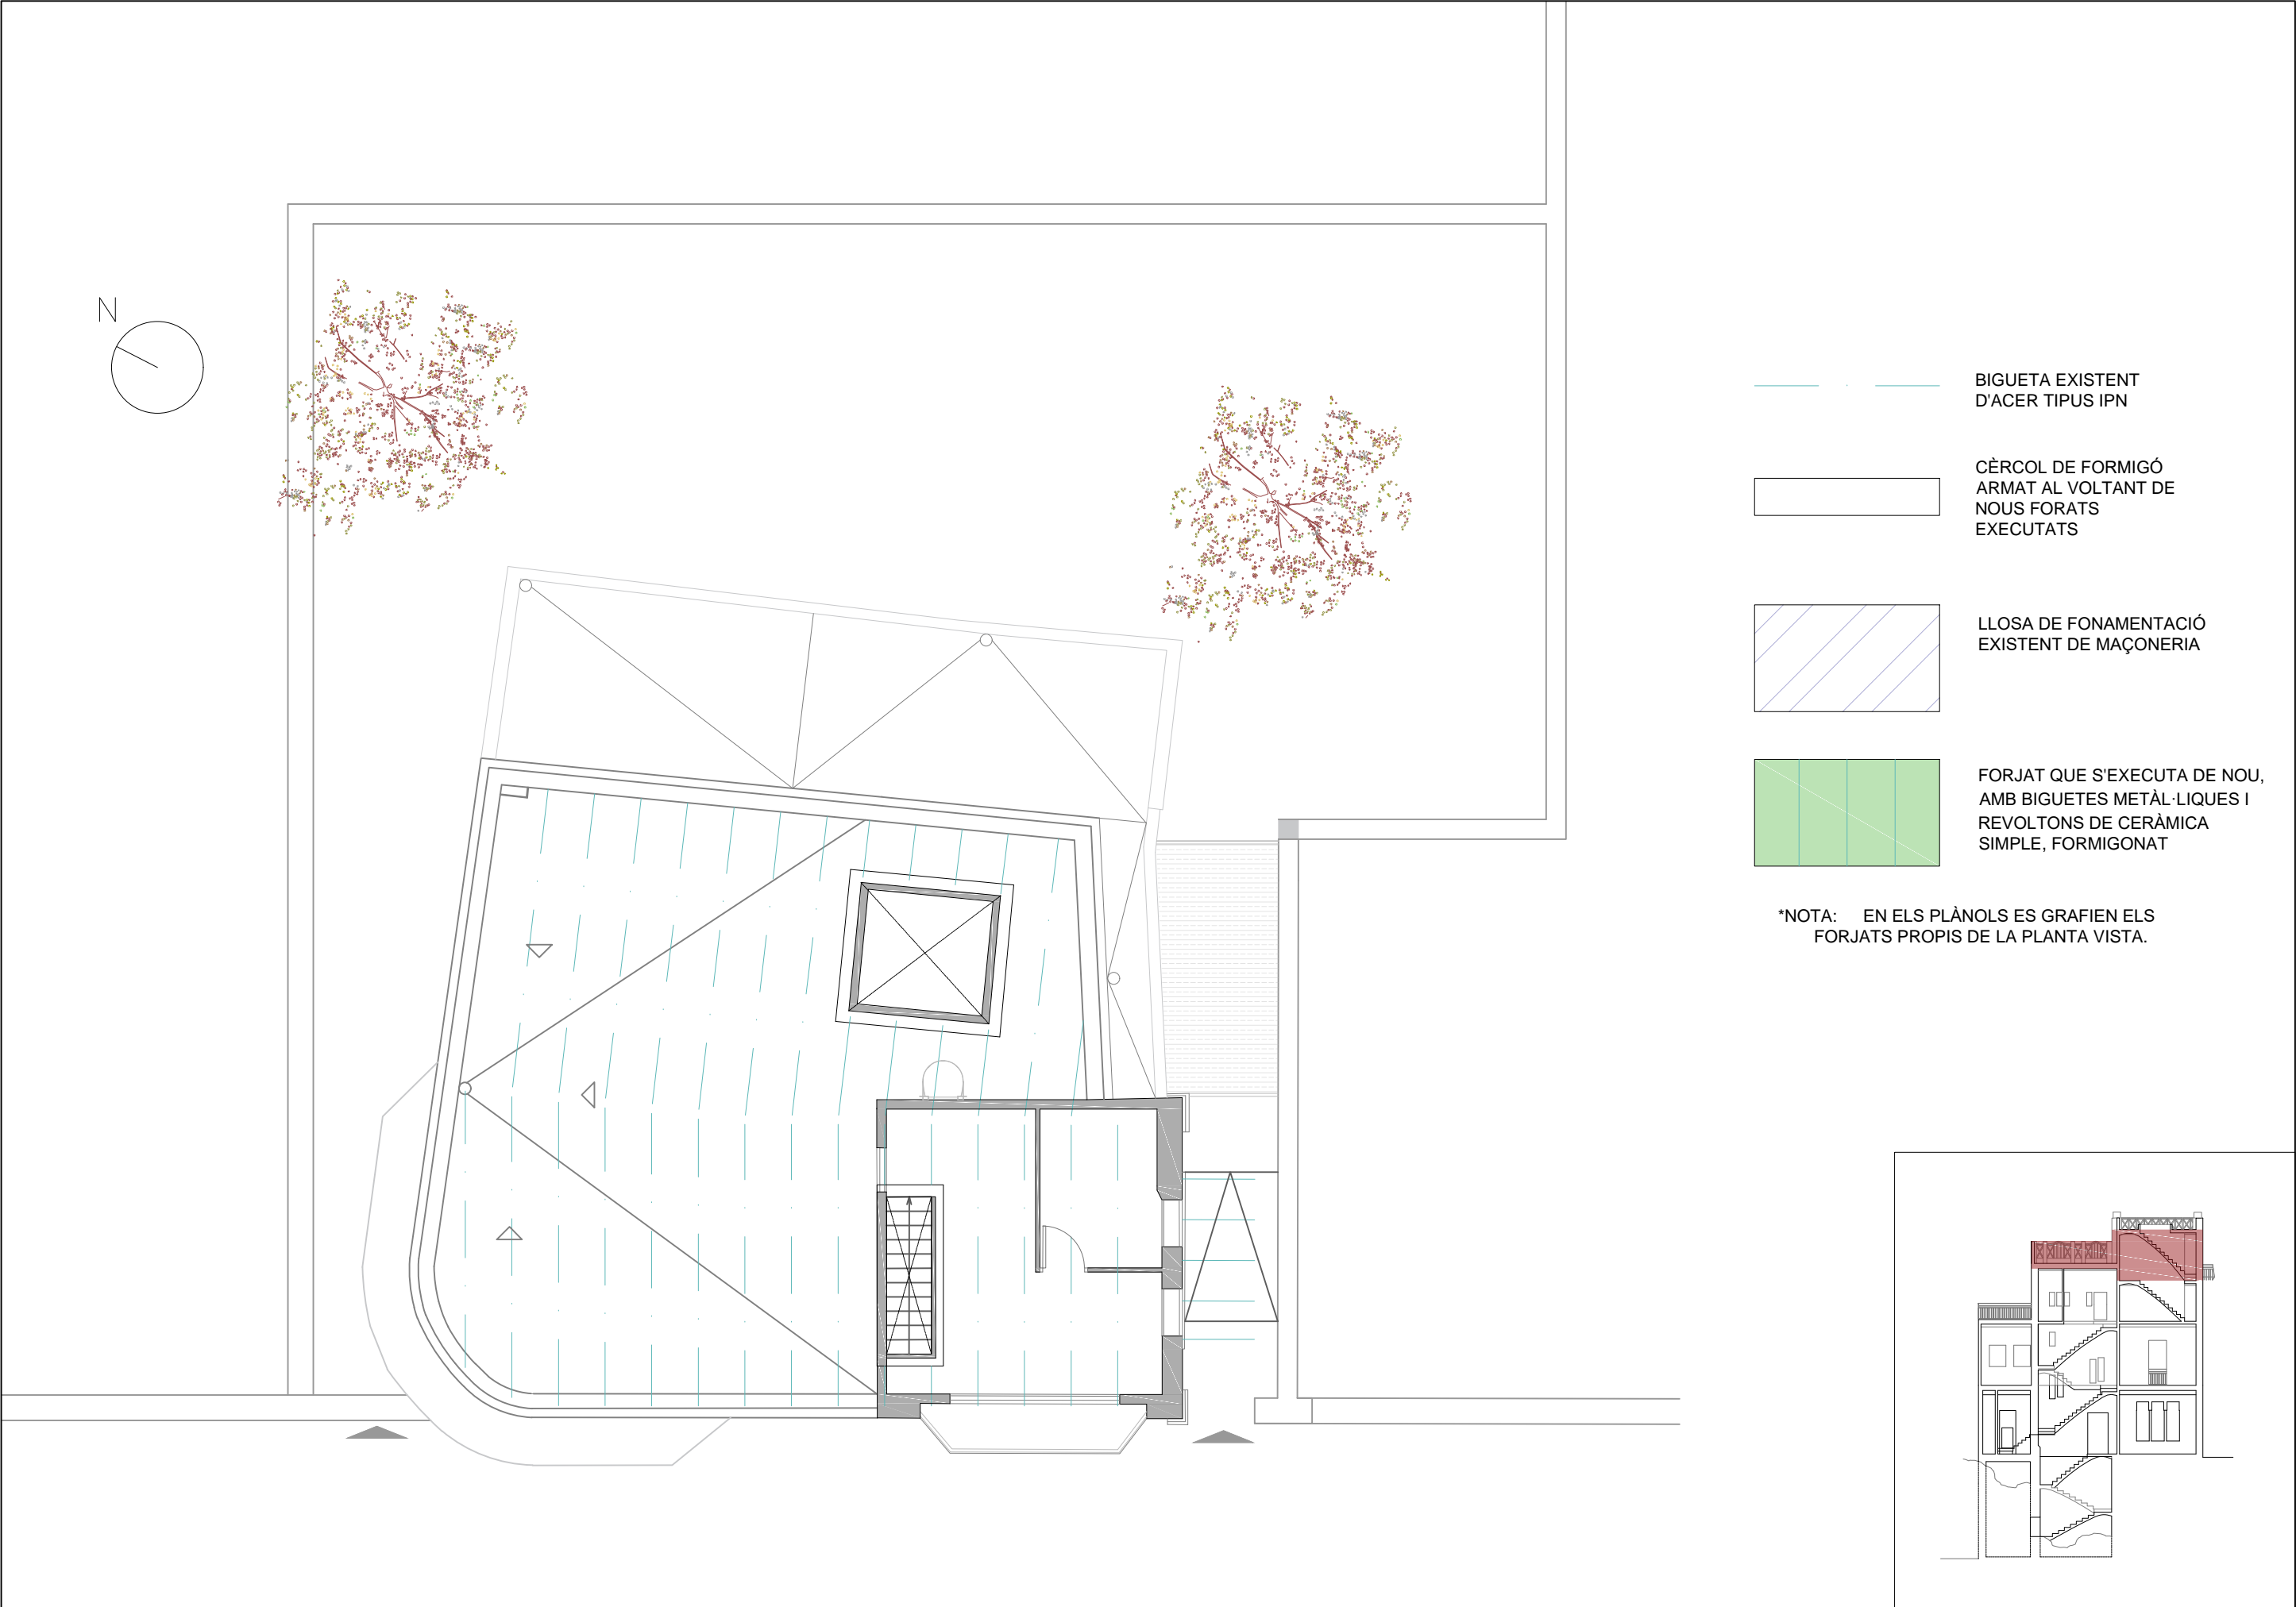 N
BIGUETA EXISTENT
D'ACER TIPUS IPN
CÈRCOL DE FORMIGÓ
ARMAT AL VOLTANT DE
NOUS FORATS
EXECUTATS
LLOSA DE FONAMENTACIÓ
EXISTENT DE MAÇONERIA
FORJAT QUE S'EXECUTA DE NOU,
AMB BIGUETES METÀL·LIQUES I
REVOLTONS DE CERÀMICA
SIMPLE, FORMIGONAT
*NOTA: EN ELS PLÀNOLS ES GRAFIEN ELS
FORJATS PROPIS DE LA PLANTA VISTA.